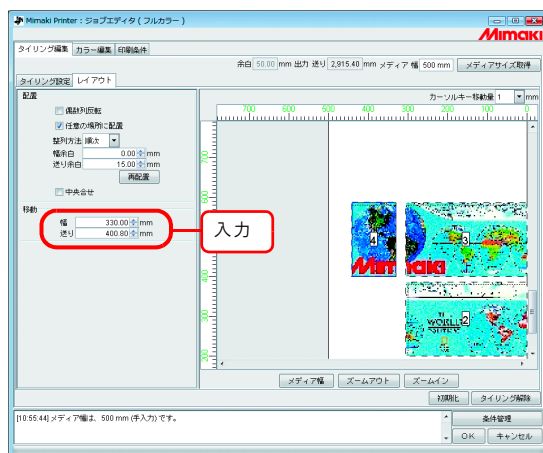 Mimaki Printer : ジョブエディタ ( フルカラー )
Mimaki
タイリング編集 カラー編集 印刷条件
余白 50.00 mm 出力 送り 2,915.40 mm メディア 幅 500 mm メディアサイズ取得
タイリング設定 レイアウト
配置
カーソルキー移動量 1 mm
偶数列反転
任意の場所に配置
整列方法 順次
幅余白 0.00 mm
送り余白 15.00 mm
再配置
中央合せ
移動
幅 330.00 mm
送り 400.80 mm
入力
700 600 500 400 300 200 100 0
800
400
300
200
4
3
Mimaki
WORLD
2
メディア幅 ズームアウト ズームイン
初期化 タイリング解除
[10:55:44] メディア幅は、500 mm (手入力) です。
条件管理
OK キャンセル